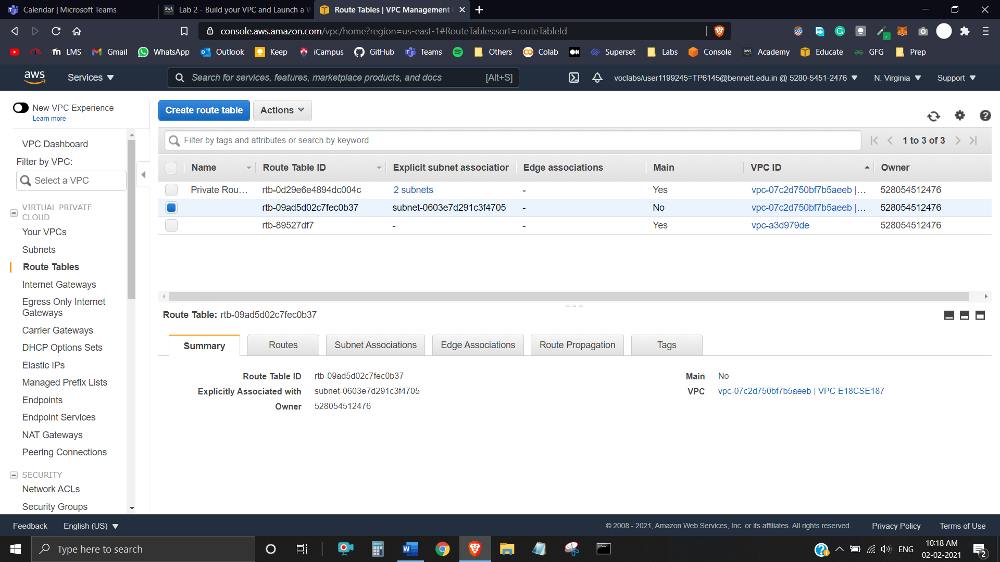 Calendar | Microsoft Teams
Lab 2 - Build your VPC and Launch a W
Route Tables | VPC Management
console.aws.amazon.com/vpc/home?region=us-east-1#RouteTables:sort=routeTableId
LMS Gmail WhatsApp Outlook Keep iCampus GitHub Teams Others Colab Superset Labs Console Academy Educate GFG Prep
aws Services Search for services, features, marketplace products, and docs [Alt+S] voclabs/user1199245=TP6145@bennett.edu.in @ 5280-5451-2476 N. Virginia Support
New VPC Experience
Learn more
VPC Dashboard
Filter by VPC:
Select a VPC
VIRTUAL PRIVATE
CLOUD
Your VPCs
Subnets
Route Tables
Internet Gateways
Egress Only Internet
Gateways
Carrier Gateways
DHCP Options Sets
Elastic IPs
Managed Prefix Lists
Endpoints
Endpoint Services
NAT Gateways
Peering Connections
SECURITY
Network ACLs
Security Groups
Create route table Actions
Filter by tags and attributes or search by keyword 1 to 3 of 3
Name Route Table ID Explicit subnet association Edge associations Main VPC ID Owner
Private Rou... rtb-0d29e6e4894dc004c 2 subnets - Yes vpc-07c2d750bf7b5aeeb |... 528054512476
rtb-09ad5d02c7fec0b37 subnet-0603e7d291c3f4705 - No vpc-07c2d750bf7b5aeeb |... 528054512476
rtb-89527df7 - - Yes vpc-a3d979de 528054512476
Route Table: rtb-09ad5d02c7fec0b37
Summary Routes Subnet Associations Edge Associations Route Propagation Tags
Route Table ID rtb-09ad5d02c7fec0b37 Main No
Explicitly Associated with subnet-0603e7d291c3f4705 VPC vpc-07c2d750bf7b5aeeb | VPC E18CSE187
Owner 528054512476
Feedback English (US) © 2008 - 2021, Amazon Web Services, Inc. or its affiliates. All rights reserved. Privacy Policy Terms of Use
Type here to search ENG 10:18 AM
02-02-2021 2